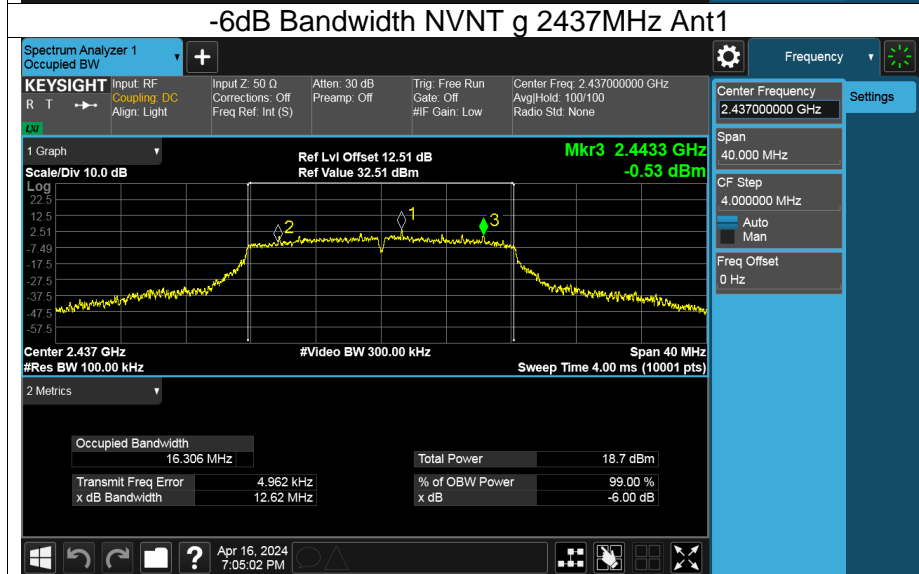 -6dB Bandwidth NVNT g 2437MHz Ant1
Spectrum Analyzer 1
Occupied BW
+
Frequency
KEYSIGHT
R T
LXI
Input: RF
Coupling: DC
Align: Light
Input Z: 50 Ω
Corrections: Off
Freq Ref: Int (S)
Atten: 30 dB
Preamp: Off
Trig: Free Run
Gate: Off
#IF Gain: Low
Center Freq: 2.437000000 GHz
Avg|Hold: 100/100
Radio Std: None
Center Frequency
2.437000000 GHz
Settings
Span
40.000 MHz
CF Step
4.000000 MHz
Auto
Man
Freq Offset
0 Hz
1 Graph
Scale/Div 10.0 dB
Ref Lvl Offset 12.51 dB
Ref Value 32.51 dBm
Mkr3 2.4433 GHz
-0.53 dBm
Log
22.5
12.5
2.51
-7.49
-17.5
-27.5
-37.5
-47.5
-57.5
2
1
3
Center 2.437 GHz
#Res BW 100.00 kHz
#Video BW 300.00 kHz
Span 40 MHz
Sweep Time 4.00 ms (10001 pts)
2 Metrics
Occupied Bandwidth
16.306 MHz
Total Power 18.7 dBm
Transmit Freq Error 4.962 kHz
% of OBW Power 99.00 %
x dB Bandwidth 12.62 MHz
x dB -6.00 dB
?
Apr 16, 2024
7:05:02 PM